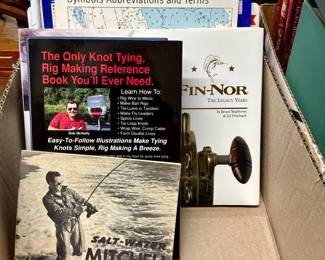 Symbols Abbreviations and Terms
The Only Knot Tying,
Rig Making Reference
Book You'll Ever Need.
Learn How To:
• Rig Wire to Mono
• Make Bait Rigs
• Tie Lures in Tandem
• Make Fly Leaders
• Splice Lines
• Tie Loop Knots
• Wrap Wire, Crimp Cable
• Form Double Lines
Bob McNally
Easy-To-Follow Illustrations Make Tying
Knots Simple, Rig Making A Breeze.
FIN-NOR
THE LEGACY YEARS
SALT-WATER
MITCHELL